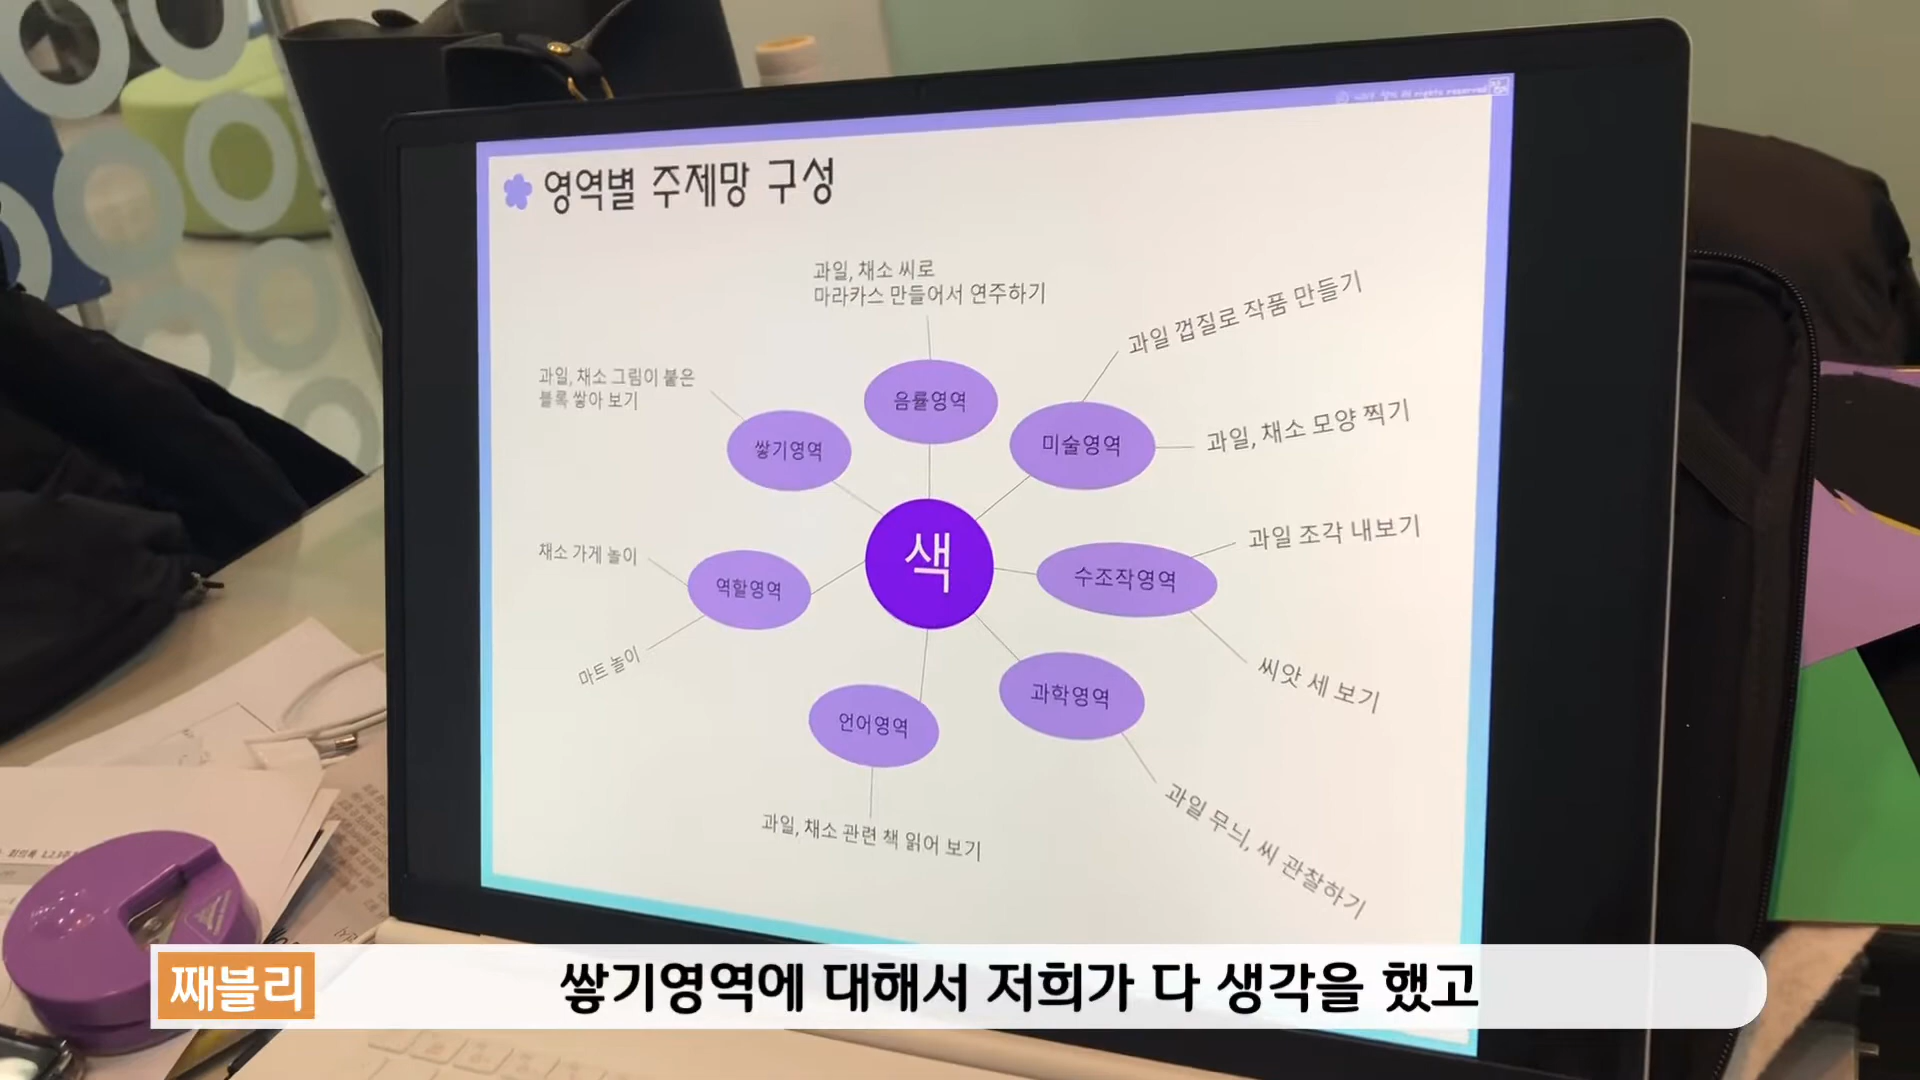 All rights reserved
영역별 주제망 구성
과일, 채소 씨로
마라카스 만들어서 연주하기
과일 껍질로 작품 만들기
과일, 채소 그림이 붙은
블록 쌓아 보기
음률영역
미술영역
과일, 채소 모양 찍기
쌓기영역
색
과일 조각 내보기
채소 가게 놀이
역할영역
수조작영역
마트 놀이
씨앗 세 보기
언어영역
과학영역
과일, 채소 관련 책 읽어 보기
과일 무늬, 씨 관찰하기
째블리
쌓기영역에 대해서 저희가 다 생각을 했고